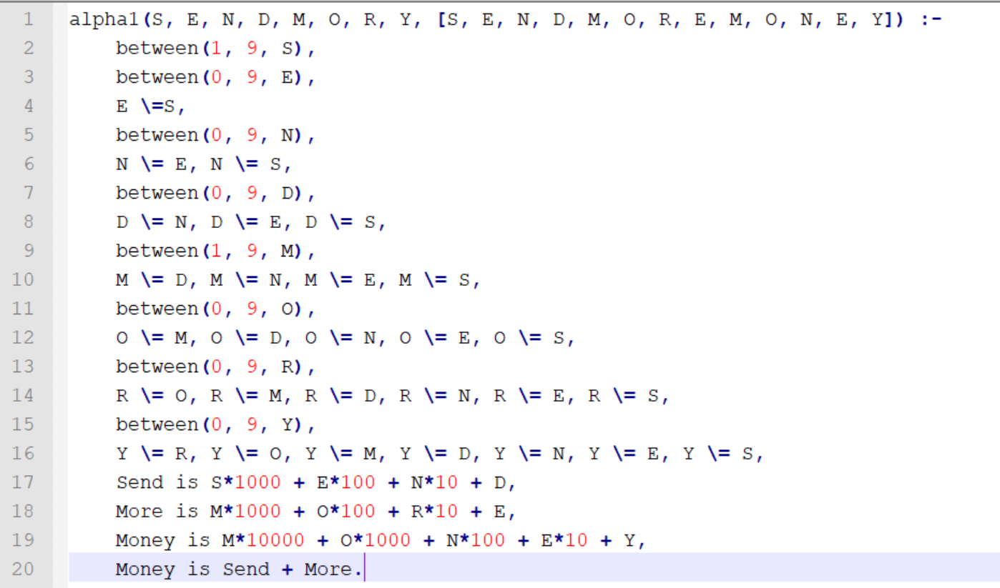 1 alpha1(S, E, N, D, M, O, R, Y, [S, E, N, D, M, O, R, E, M, O, N, E, Y]) :-
2 between(1, 9, S),
3 between(0, 9, E),
4 E \=S,
5 between(0, 9, N),
6 N \= E, N \= S,
7 between(0, 9, D),
8 D \= N, D \= E, D \= S,
9 between(1, 9, M),
10 M \= D, M \= N, M \= E, M \= S,
11 between(0, 9, O),
12 O \= M, O \= D, O \= N, O \= E, O \= S,
13 between(0, 9, R),
14 R \= O, R \= M, R \= D, R \= N, R \= E, R \= S,
15 between(0, 9, Y),
16 Y \= R, Y \= O, Y \= M, Y \= D, Y \= N, Y \= E, Y \= S,
17 Send is S*1000 + E*100 + N*10 + D,
18 More is M*1000 + O*100 + R*10 + E,
19 Money is M*10000 + O*1000 + N*100 + E*10 + Y,
20 Money is Send + More.